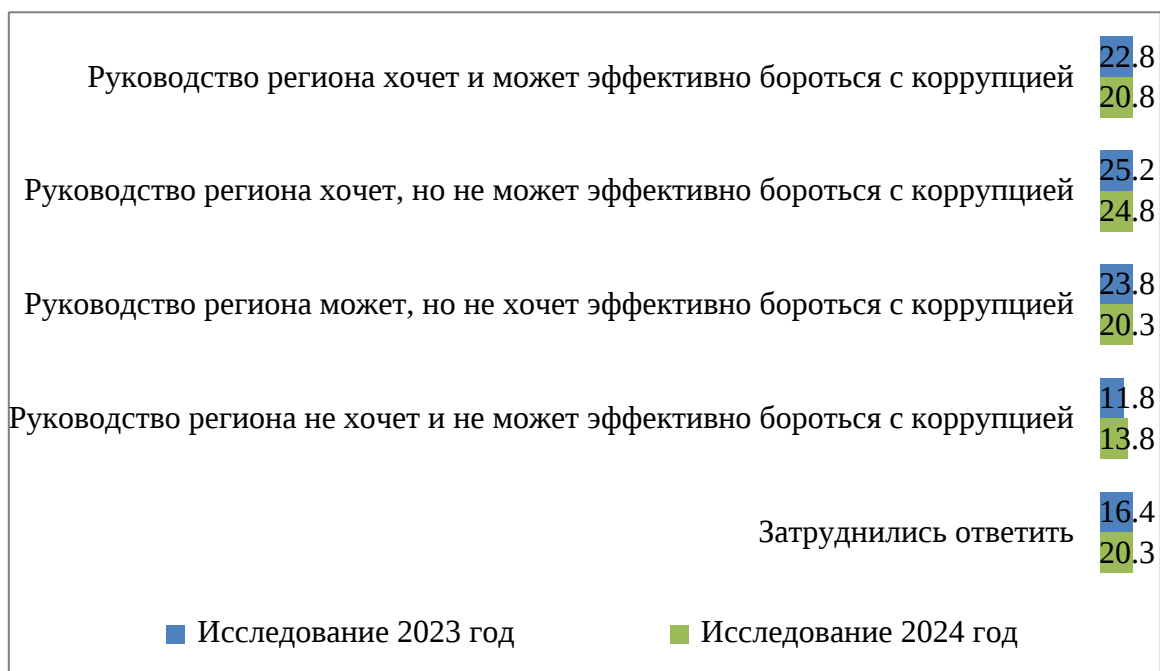 Руководство региона хочет и может эффективно бороться с коррупцией
22.8
20.8
Руководство региона хочет, но не может эффективно бороться с коррупцией
25.2
24.8
Руководство региона может, но не хочет эффективно бороться с коррупцией
23.8
20.3
Руководство региона не хочет и не может эффективно бороться с коррупцией
11.8
13.8
Затруднились ответить
16.4
20.3
Исследование 2023 год
Исследование 2024 год